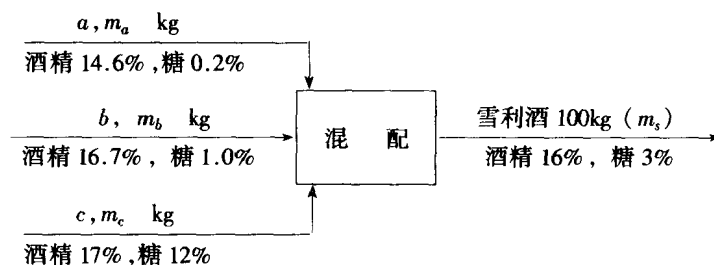 a, mₐ kg
酒精 14.6% ,糖 0.2%
b, m_b kg
酒精 16.7% , 糖 1.0%
c, m_c kg
酒精 17% ,糖 12%
混 配
雪利酒 100kg ( m_s )
酒精 16% , 糖 3%